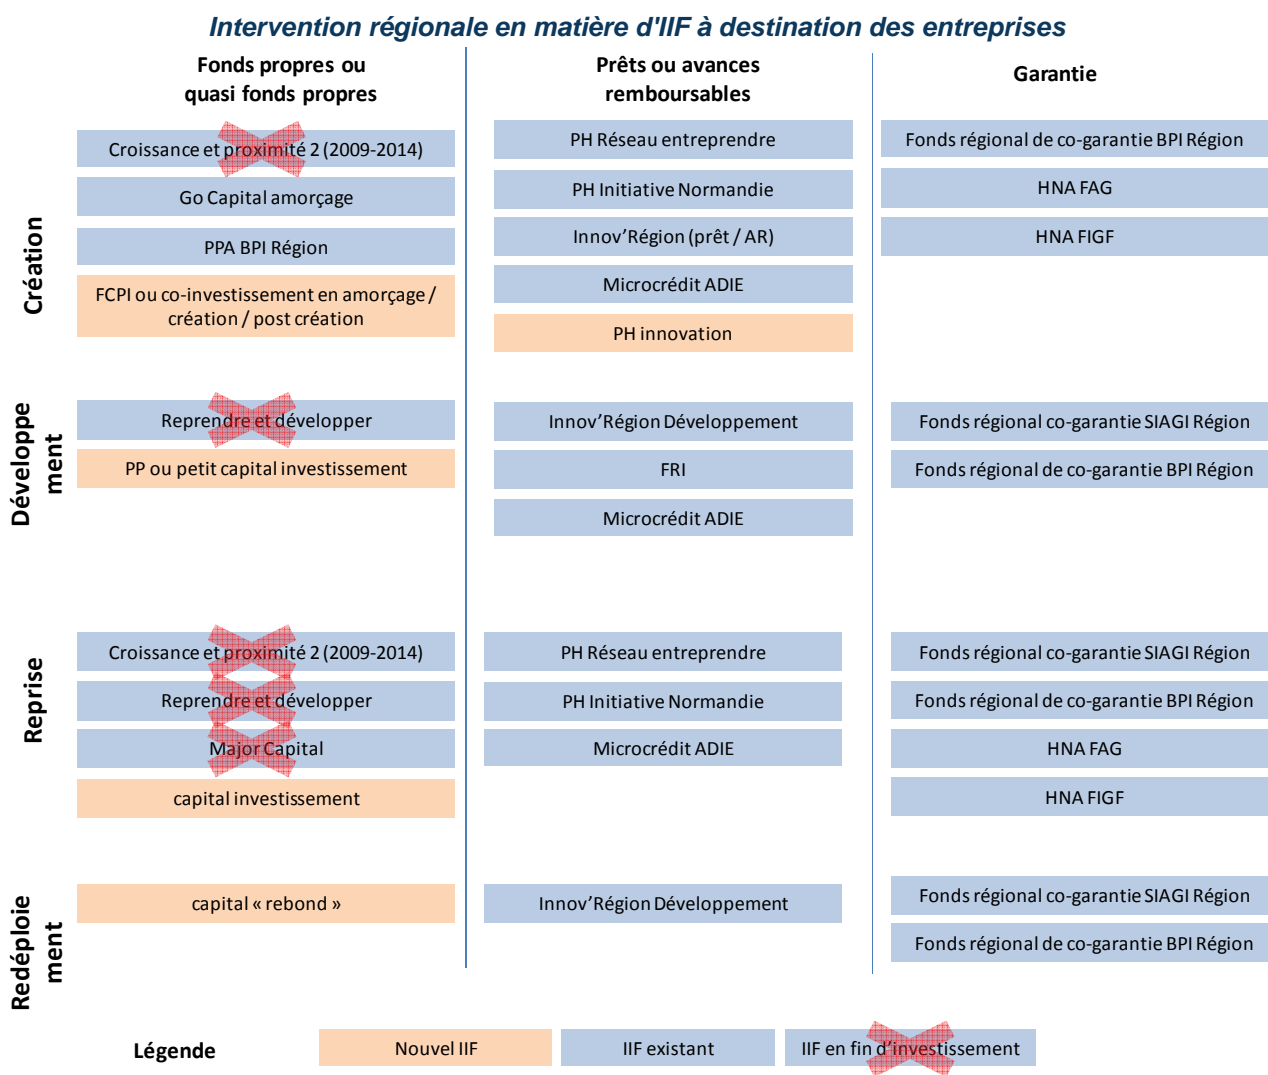 Intervention régionale en matière d'IIF à destination des entreprises
Fonds propres ou
quasi fonds propres
Prêts ou avances
remboursables
Garantie
Création
Croissance et proximité 2 (2009-2014)
Go Capital amorçage
PPA BPI Région
FCPI ou co-investissement en amorçage /
création / post création
PH Réseau entreprendre
PH Initiative Normandie
Innov'Région (prêt / AR)
Microcrédit ADIE
PH innovation
Fonds régional de co-garantie BPI Région
HNA FAG
HNA FIGF
Développe
ment
Reprendre et développer
PP ou petit capital investissement
Innov'Région Développement
FRI
Microcrédit ADIE
Fonds régional co-garantie SIAGI Région
Fonds régional de co-garantie BPI Région
Reprise
Croissance et proximité 2 (2009-2014)
Reprendre et développer
Major Capital
capital investissement
PH Réseau entreprendre
PH Initiative Normandie
Microcrédit ADIE
Fonds régional co-garantie SIAGI Région
Fonds régional de co-garantie BPI Région
HNA FAG
HNA FIGF
Redéploie
ment
capital « rebond »
Innov'Région Développement
Fonds régional co-garantie SIAGI Région
Fonds régional de co-garantie BPI Région
Légende
Nouvel IIF
IIF existant
IIF en fin d'investissement